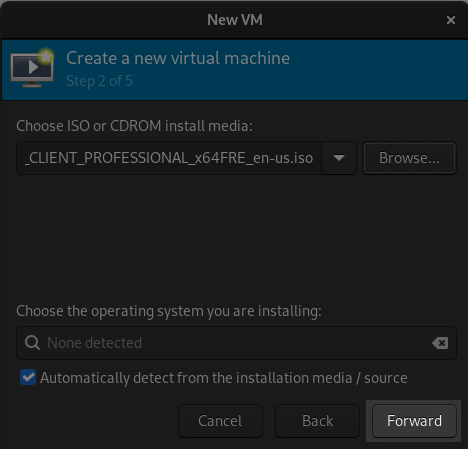 New VM
Create a new virtual machine
Step 2 of 5
Choose ISO or CDROM install media:
_CLIENT_PROFESSIONAL_x64FRE_en-us.iso
Browse...
Choose the operating system you are installing:
None detected
Automatically detect from the installation media / source
Cancel Back Forward